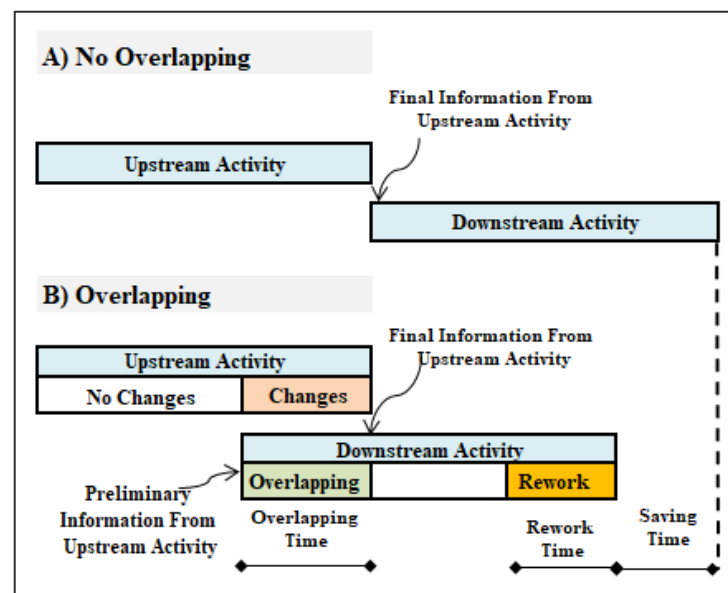 A) No Overlapping
Final Information From
Upstream Activity
Upstream Activity
Downstream Activity
B) Overlapping
Final Information From
Upstream Activity
Upstream Activity
No Changes
Changes
Downstream Activity
Overlapping
Rework
Preliminary
Information From
Upstream Activity
Overlapping
Time
Rework
Time
Saving
Time